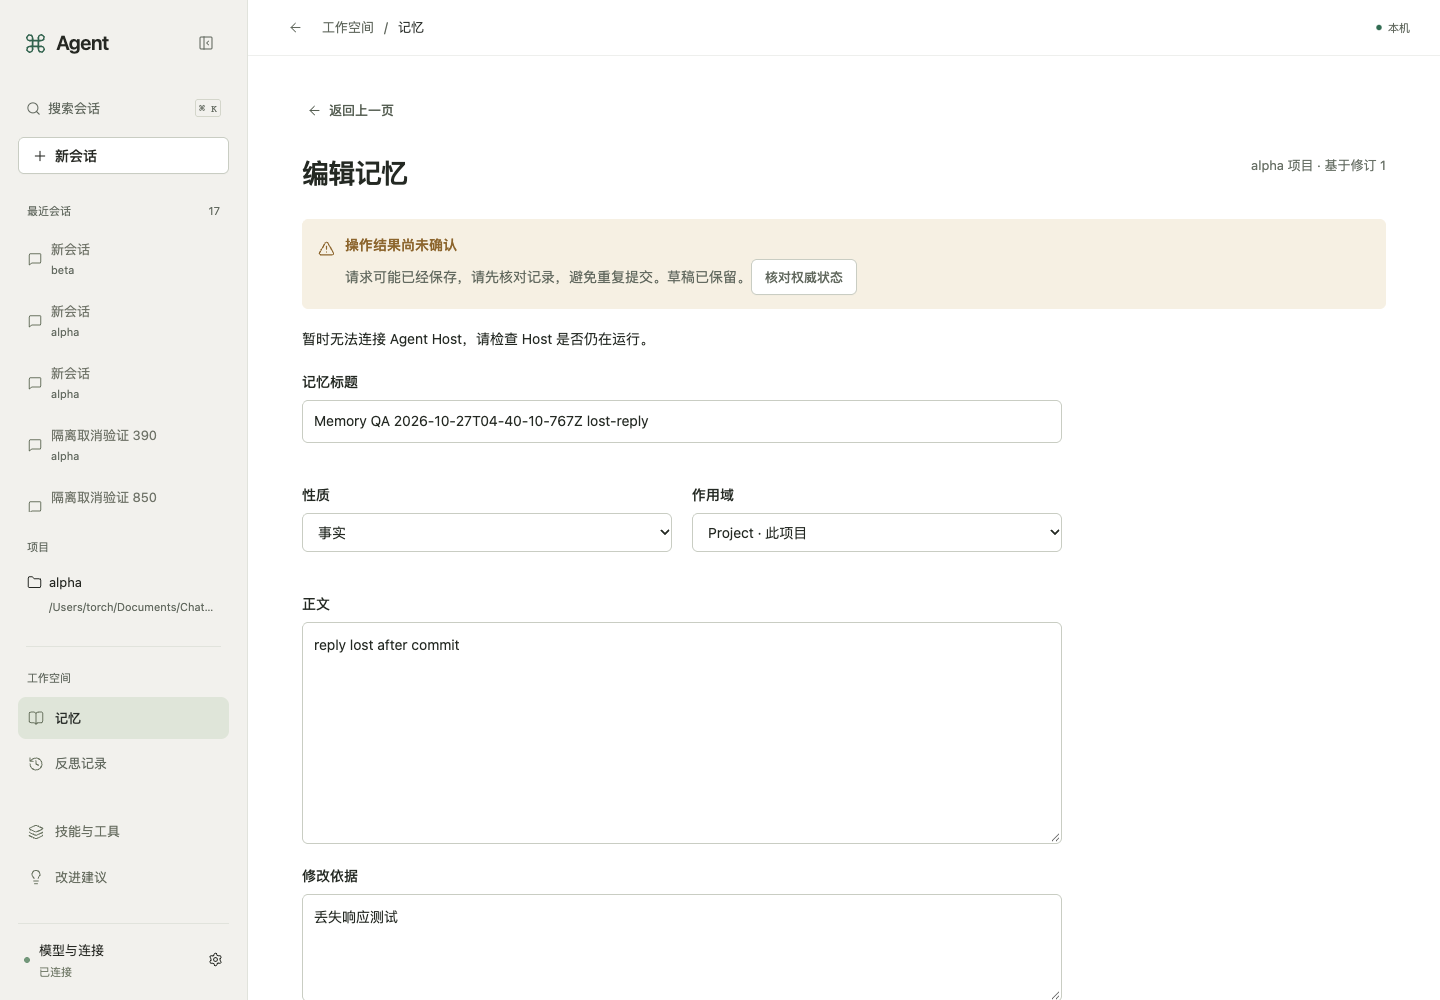 Agent
搜索会话
⌘ K
新会话
最近会话 17
新会话
beta
新会话
alpha
新会话
alpha
隔离取消验证 390
alpha
隔离取消验证 850
项目
alpha
/Users/torch/Documents/Chat...
工作空间
记忆
反思记录
技能与工具
改进建议
模型与连接
已连接
工作空间 / 记忆
本机
返回上一页
编辑记忆
alpha 项目 · 基于修订 1
操作结果尚未确认
请求可能已经保存，请先核对记录，避免重复提交。草稿已保留。 核对权威状态
暂时无法连接 Agent Host，请检查 Host 是否仍在运行。
记忆标题
Memory QA 2026-10-27T04-40-10-767Z lost-reply
性质 作用域
事实 Project · 此项目
正文
reply lost after commit
修改依据
丢失响应测试